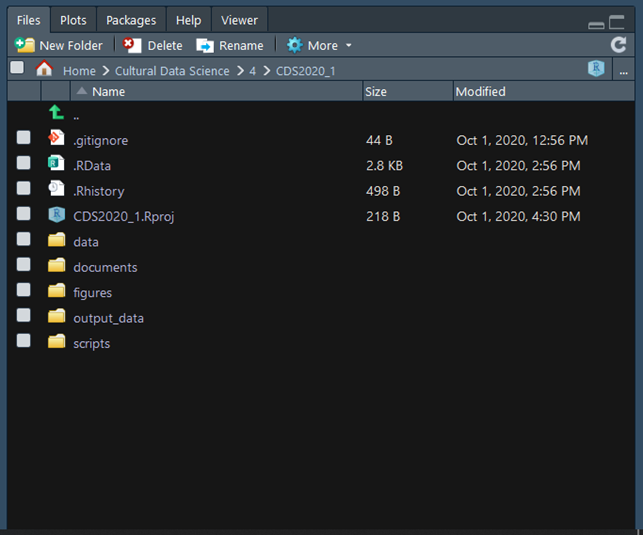 Files Plots Packages Help Viewer
New Folder Delete Rename More
Home Cultural Data Science 4 CDS2020_1 R ...
Name Size Modified
..
.gitignore 44 B Oct 1, 2020, 12:56 PM
.RData 2.8 KB Oct 1, 2020, 2:56 PM
.Rhistory 498 B Oct 1, 2020, 2:56 PM
CDS2020_1.Rproj 218 B Oct 1, 2020, 4:30 PM
data
documents
figures
output_data
scripts